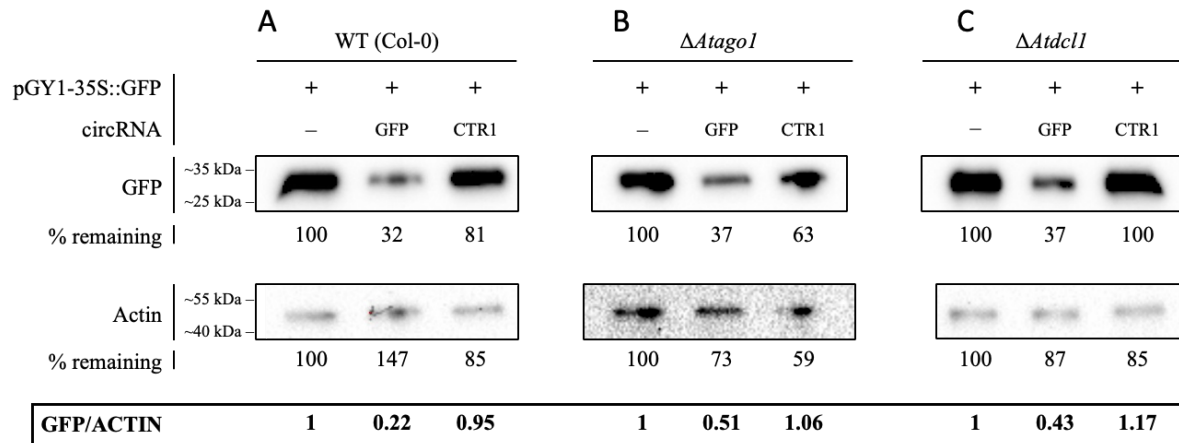 A B C
WT (Col-0) ΔAtago1 ΔAtdcl1
pGY1-35S::GFP + + + + + + + + +
circRNA – GFP CTR1 – GFP CTR1 – GFP CTR1
~35 kDa –
GFP
~25 kDa –
% remaining 100 32 81 100 37 63 100 37 100
~55 kDa –
Actin
~40 kDa –
% remaining 100 147 85 100 73 59 100 87 85
GFP/ACTIN 1 0.22 0.95 1 0.51 1.06 1 0.43 1.17